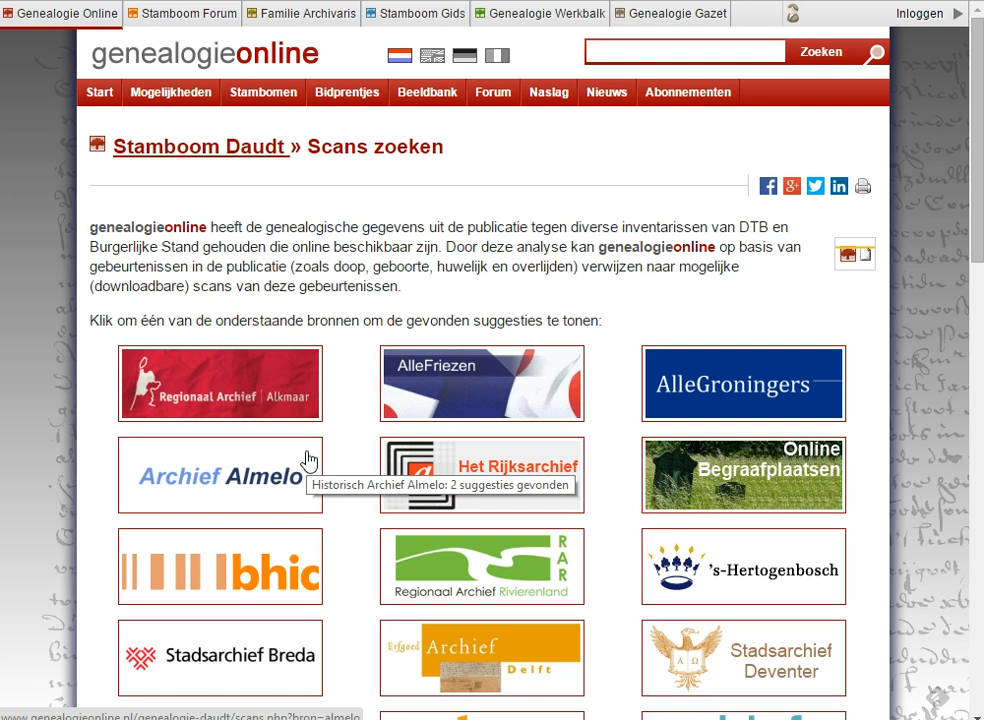 Genealogie Online Stamboom Forum Familie Archivaris Stamboom Gids Genealogie Werkbalk Genealogie Gazet Inloggen
genealogieonline
Zoeken
Start Mogelijkheden Stambomen Bidprentjes Beeldbank Forum Naslag Nieuws Abonnementen
Stamboom Daudt » Scans zoeken
genealogieonline heeft de genealogische gegevens uit de publicatie tegen diverse inventarissen van DTB en
Burgerlijke Stand gehouden die online beschikbaar zijn. Door deze analyse kan genealogieonline op basis van
gebeurtenissen in de publicatie (zoals doop, geboorte, huwelijk en overlijden) verwijzen naar mogelijke
(downloadbare) scans van deze gebeurtenissen.
Klik om één van de onderstaande bronnen om de gevonden suggesties te tonen:
Regionaal Archief Alkmaar
AlleFriezen
AlleGroningers
Archief Almelo
Het Rijksarchief
Historisch Archief Almelo: 2 suggesties gevonden
Online
Begraafplaatsen
bhic
RAR
Regionaal Archief Rivierenland
's-Hertogenbosch
Stadsarchief Breda
Erfgoed Archief
Delft
Stadsarchief
Deventer
www.genealogieonline.nl/genealogie-daudt/scans.php?bron=almelo